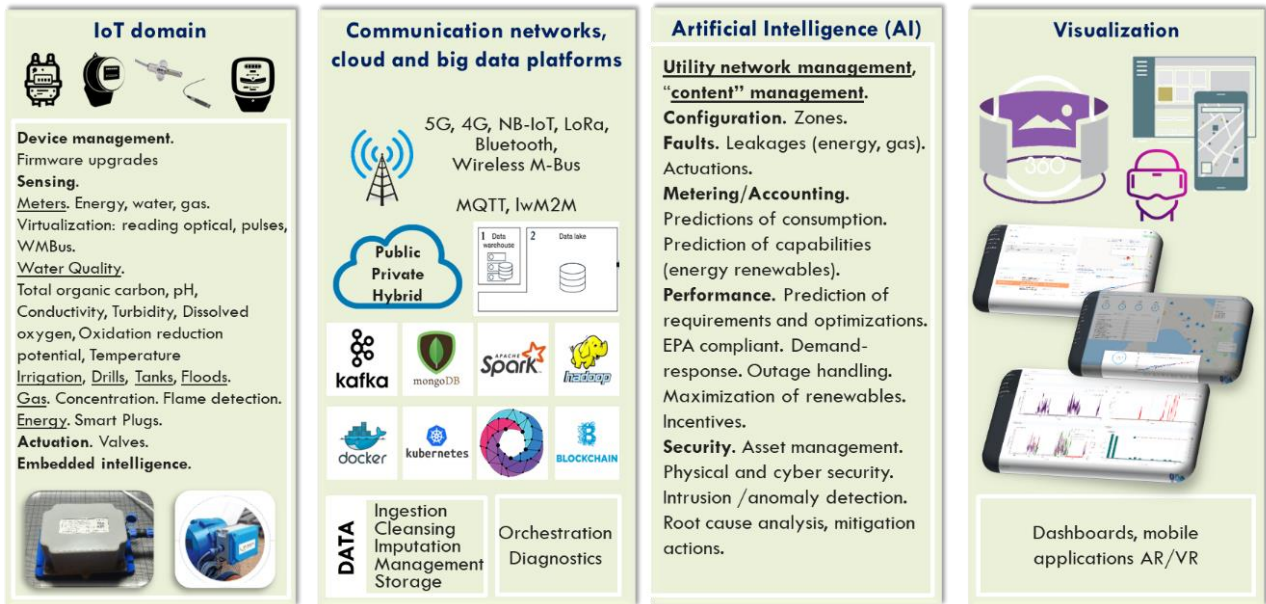 IoT domain
Device management.
Firmware upgrades
Sensing.
Meters. Energy, water, gas.
Virtualization: reading optical, pulses,
WMBus.
Water Quality.
Total organic carbon, pH,
Conductivity, Turbidity, Dissolved
oxygen, Oxidation reduction
potential, Temperature
Irrigation, Drills, Tanks, Floods.
Gas. Concentration. Flame detection.
Energy. Smart Plugs.
Actuation. Valves.
Embedded intelligence.
Communication networks,
cloud and big data platforms
5G, 4G, NB-IoT, LoRa,
Bluetooth,
Wireless M-Bus
MQTT, lwM2M
Public
Private
Hybrid
1 Data
warehouse
2 Data lake
kafka
mongoDB
APACHE
Spark
hadoop
docker
kubernetes
BLOCKCHAIN
DATA
Ingestion
Cleansing
Imputation
Management
Storage
Orchestration
Diagnostics
Artificial Intelligence (AI)
Utility network management,
“content” management.
Configuration. Zones.
Faults. Leakages (energy, gas).
Actuations.
Metering/Accounting.
Predictions of consumption.
Prediction of capabilities
(energy renewables).
Performance. Prediction of
requirements and optimizations.
EPA compliant. Demand-
response. Outage handling.
Maximization of renewables.
Incentives.
Security. Asset management.
Physical and cyber security.
Intrusion /anomaly detection.
Root cause analysis, mitigation
actions.
Visualization
360
Dashboards, mobile
applications AR/VR